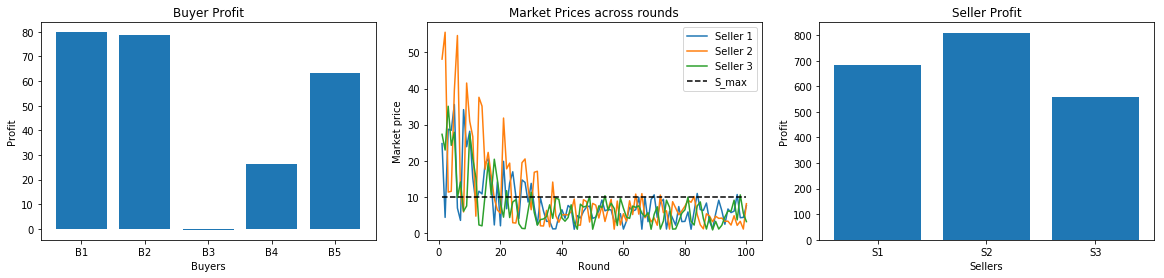 Buyer Profit
Profit
80
70
60
50
40
30
20
10
0
B1 B2 B3 B4 B5
Buyers
Market Prices across rounds
Market price
50
40
30
20
10
0
Seller 1
Seller 2
Seller 3
S_max
0 20 40 60 80 100
Round
Seller Profit
Profit
800
700
600
500
400
300
200
100
0
S1 S2 S3
Sellers